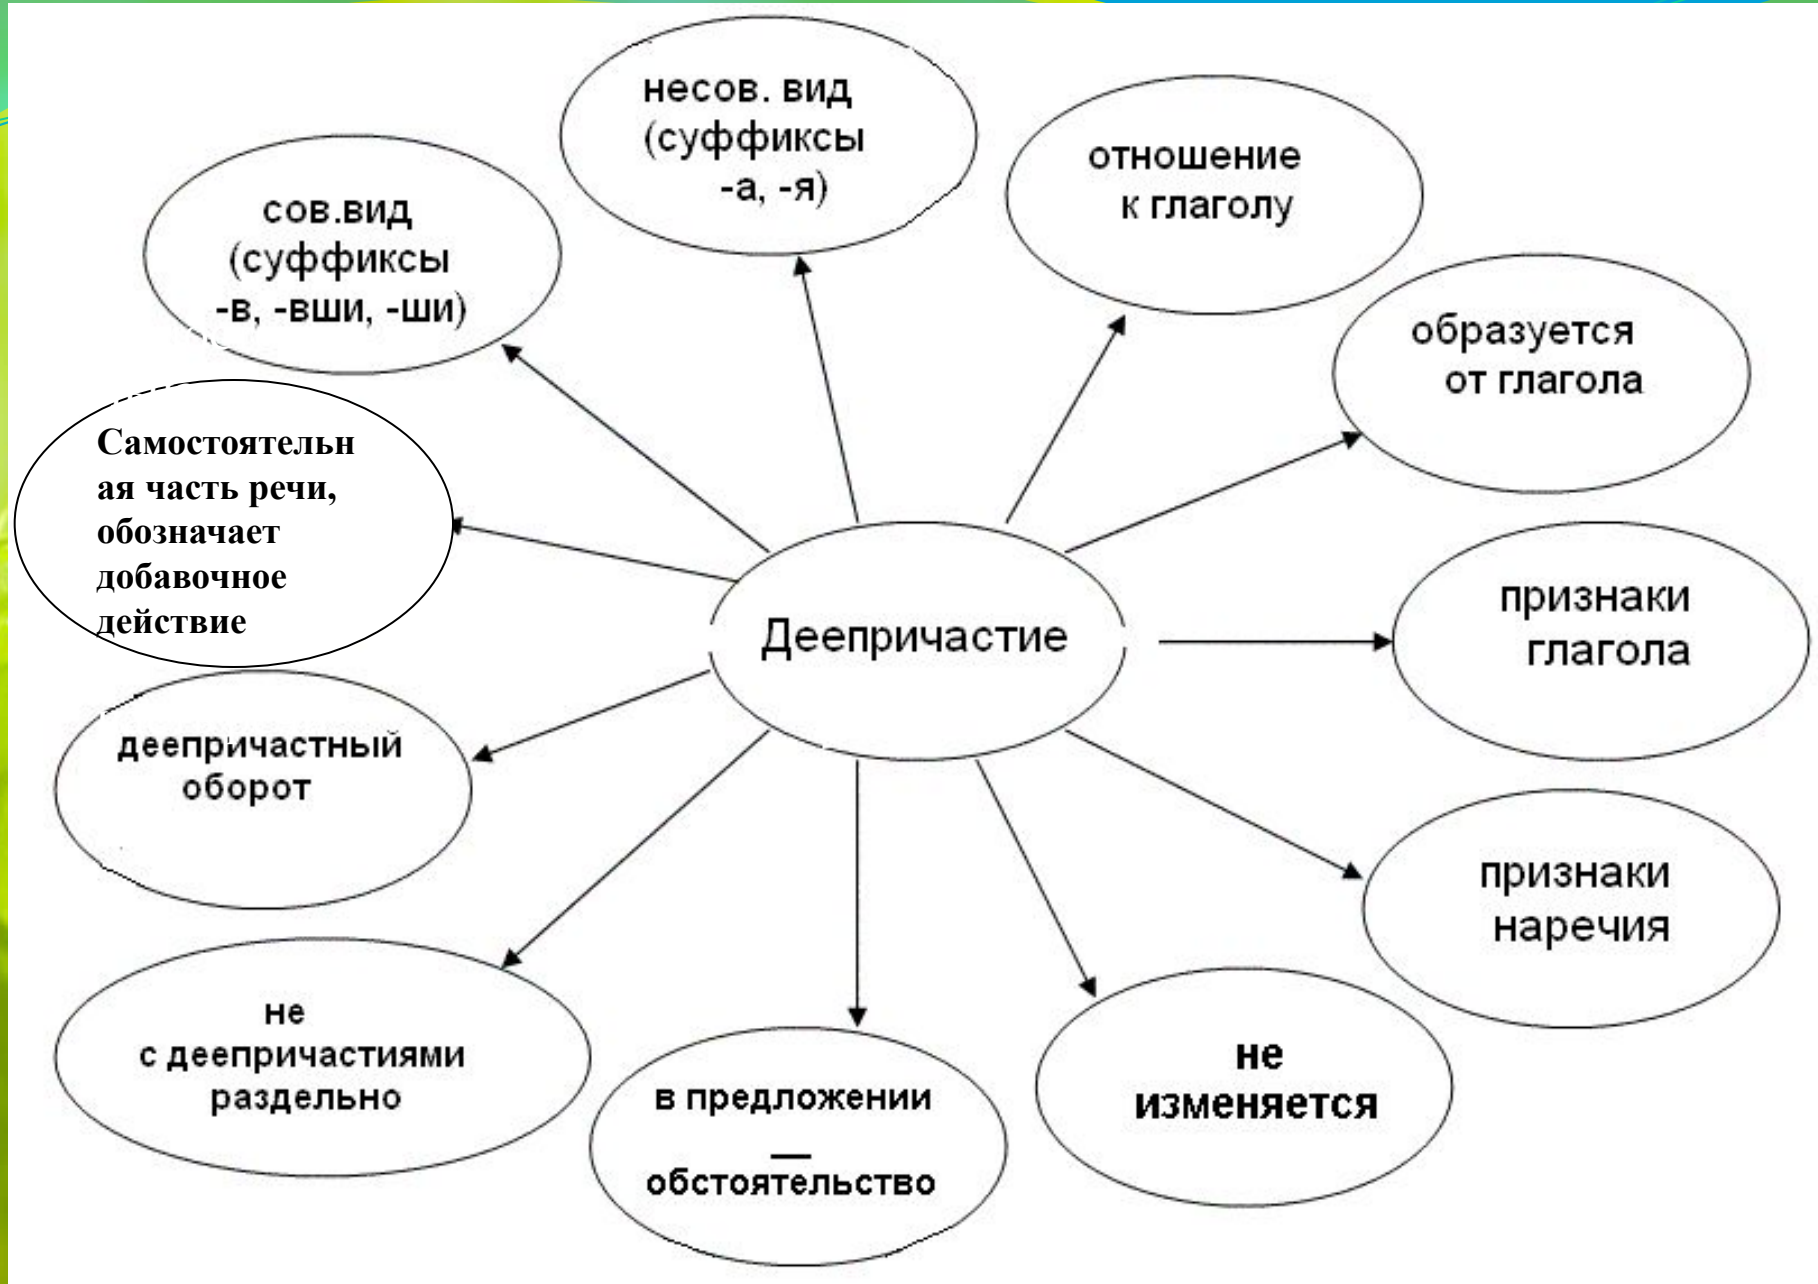 несов. вид
(суффиксы
-а, -я)
отношение
к глаголу
сов.вид
(суффиксы
-в, -вши, -ши)
образуется
от глагола
Самостоятельн
ая часть речи,
обозначает
добавочное
действие
Деепричастие
признаки
глагола
деепричастный
оборот
признаки
наречия
не
с деепричастиями
раздельно
в предложении
—
обстоятельство
не
изменяется